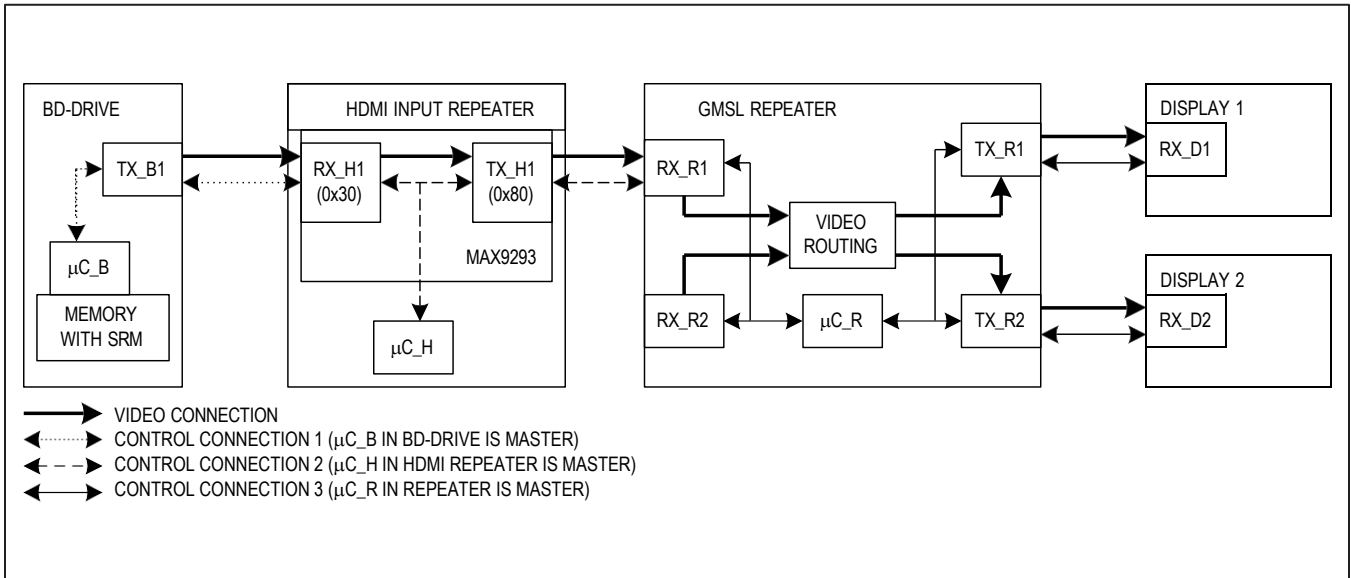 BD-DRIVE
TX_B1
μC_B
MEMORY
WITH SRM
HDMI INPUT REPEATER
RX_H1
(0x30)
TX_H1
(0x80)
MAX9293
μC_H
GMSL REPEATER
RX_R1
RX_R2
VIDEO
ROUTING
μC_R
TX_R1
TX_R2
DISPLAY 1
RX_D1
DISPLAY 2
RX_D2
VIDEO CONNECTION
CONTROL CONNECTION 1 (μC_B IN BD-DRIVE IS MASTER)
CONTROL CONNECTION 2 (μC_H IN HDMI REPEATER IS MASTER)
CONTROL CONNECTION 3 (μC_R IN REPEATER IS MASTER)